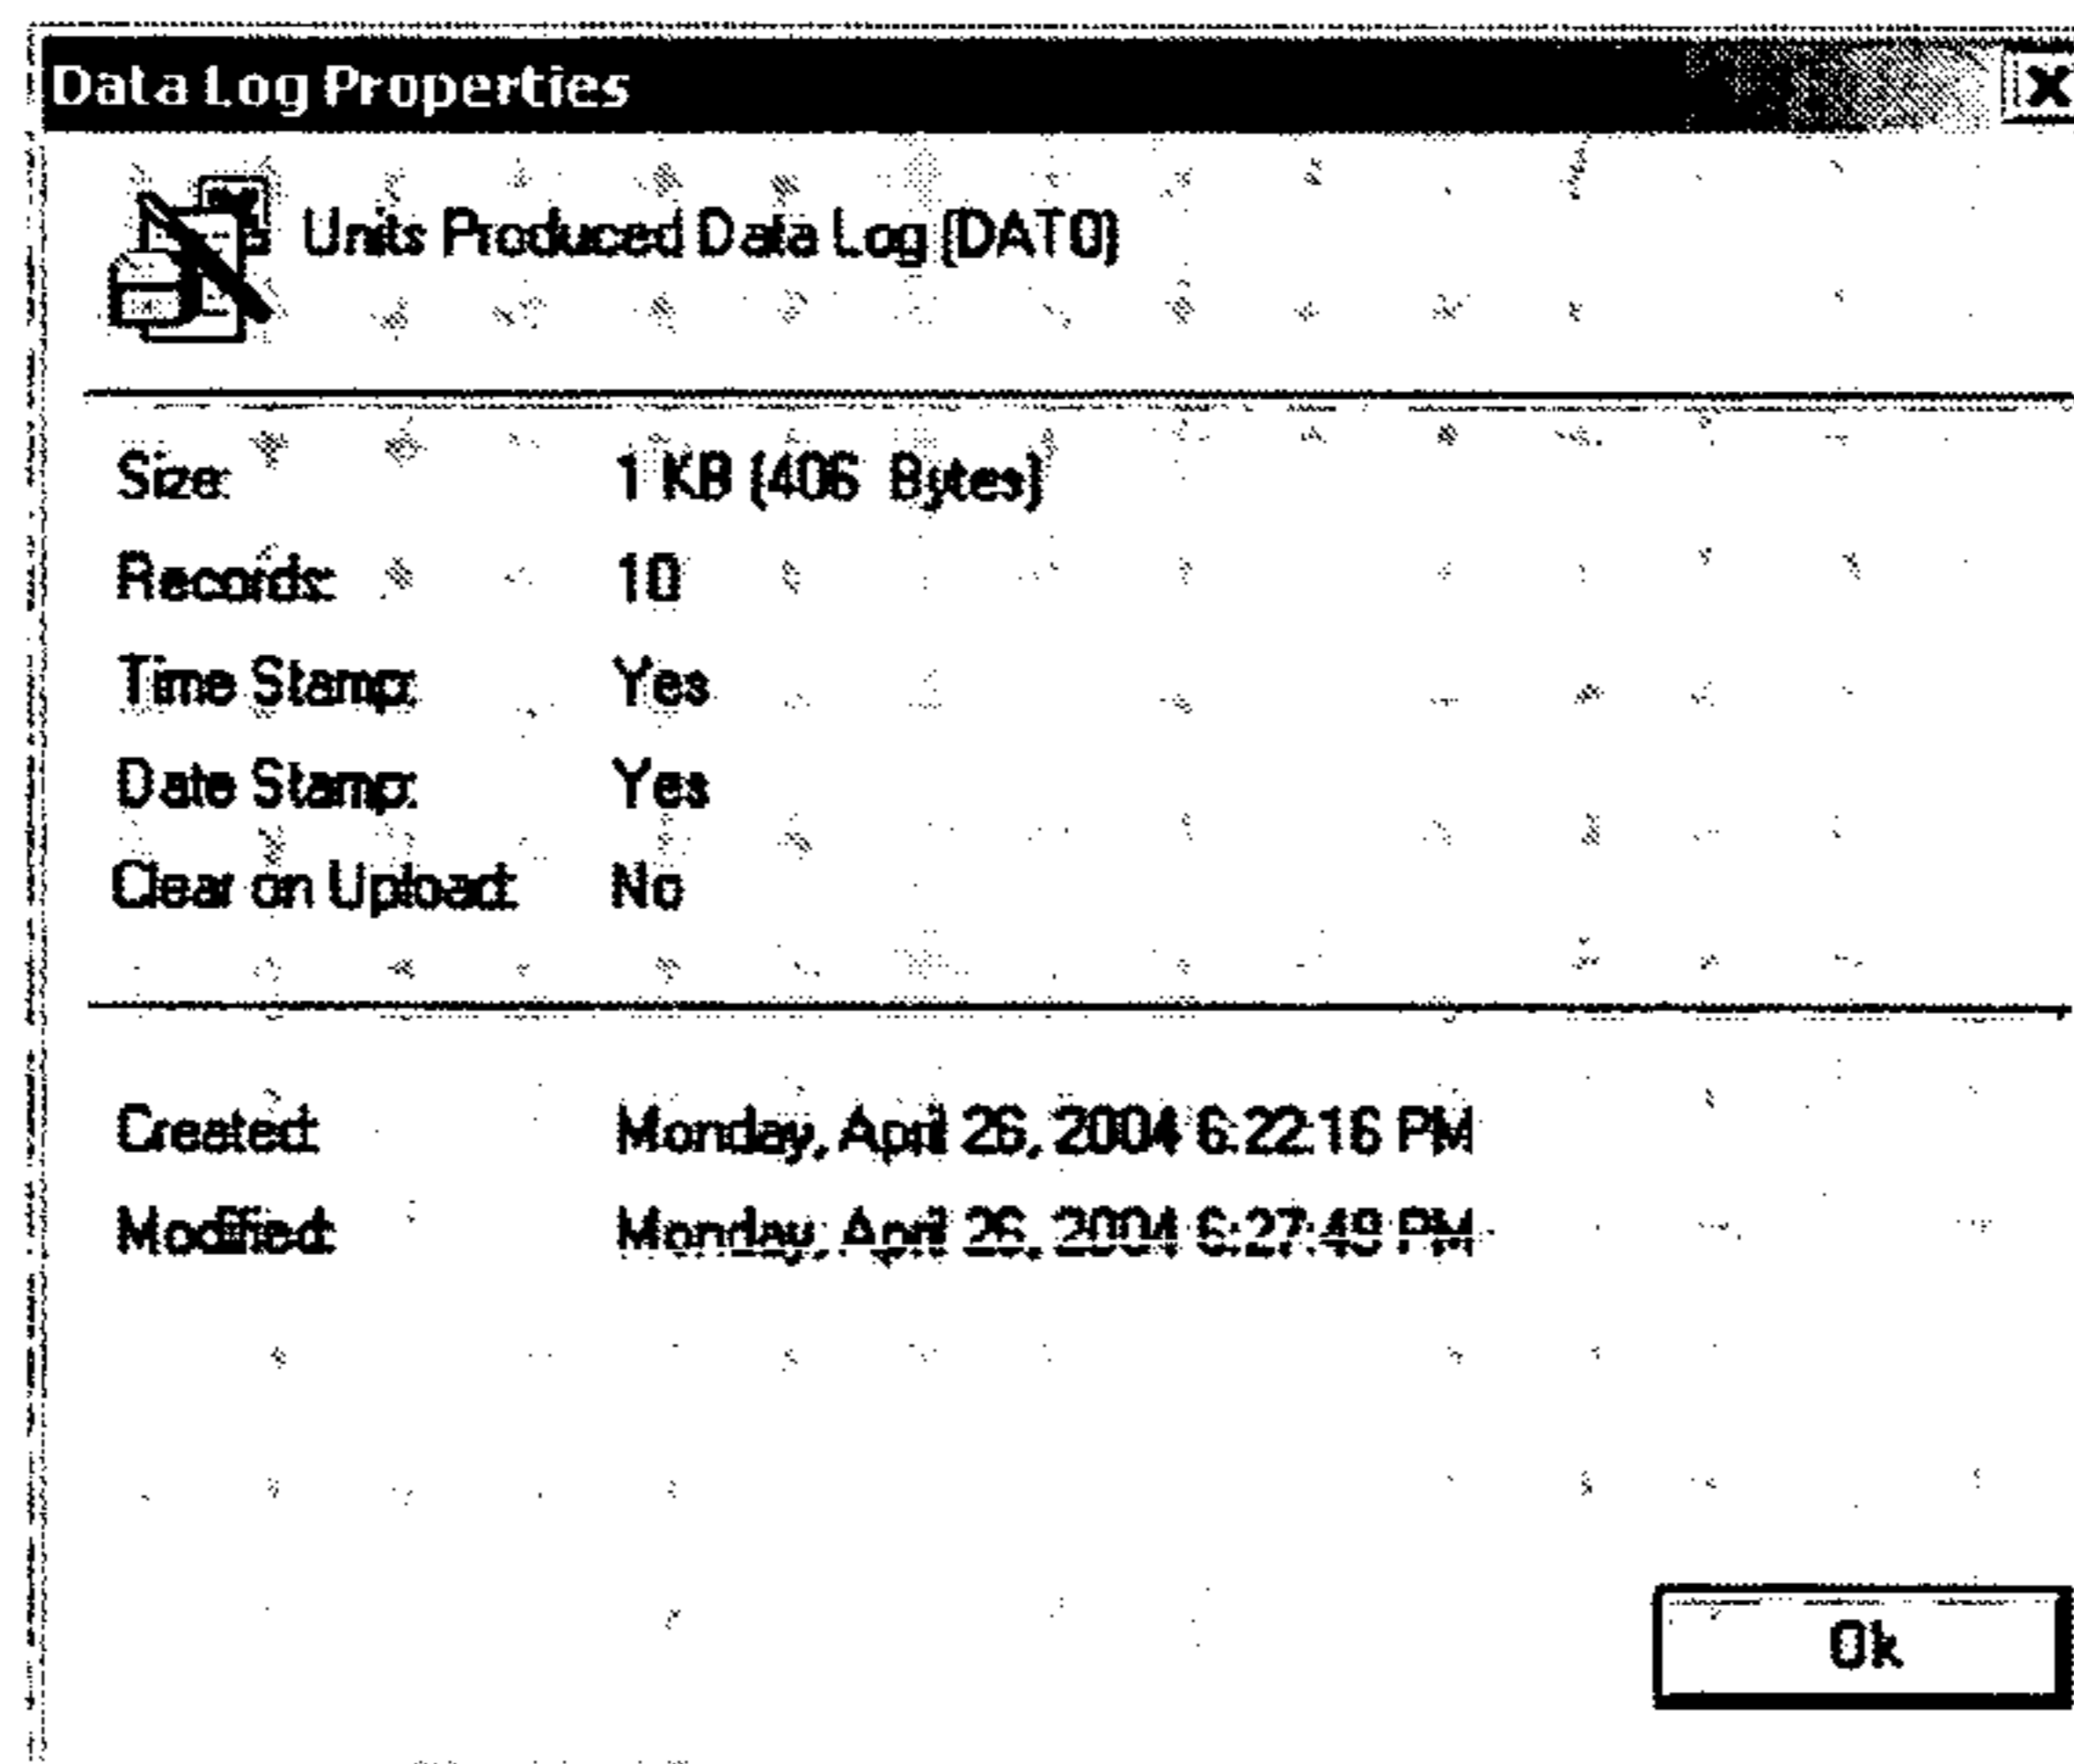 Data Log Properties
Units Produced Data Log (DAT0)
Size: 1 KB (406 Bytes)
Records: 10
Time Stamp: Yes
Date Stamp: Yes
Clear on Upload: No
Created: Monday, April 26, 2004 6:22:16 PM
Modified: Monday, April 26, 2004 6:27:49 PM
Ok